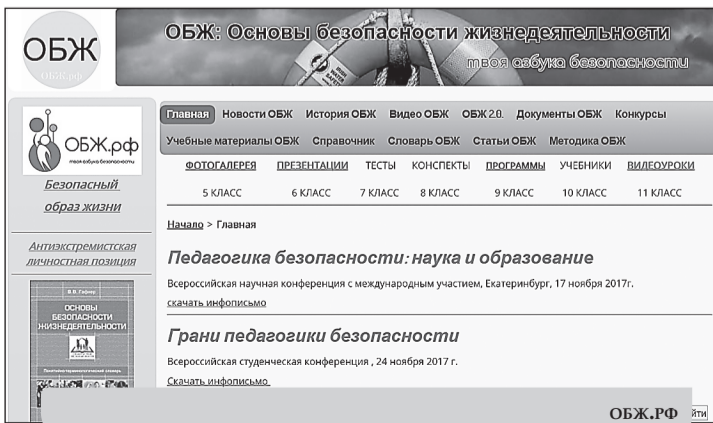 ОБЖ
ОБЖ.рф
ОБЖ: Основы безопасности жизнедеятельности
твоя азбука безопасности
ОБЖ.рф
твоя азбука безопасности
Безопасный
образ жизни
Антиэкстремистская
личностная позиция
В.В. Гафнер
ОСНОВЫ
БЕЗОПАСНОСТИ
ЖИЗНЕДЕЯТЕЛЬНОСТИ
Главная Новости ОБЖ История ОБЖ Видео ОБЖ ОБЖ 2.0. Документы ОБЖ Конкурсы
Учебные материалы ОБЖ Справочник Словарь ОБЖ Статьи ОБЖ Методика ОБЖ
ФОТОГАЛЕРЕЯ ПРЕЗЕНТАЦИИ ТЕСТЫ КОНСПЕКТЫ ПРОГРАММЫ УЧЕБНИКИ ВИДЕОУРОКИ
5 КЛАСС 6 КЛАСС 7 КЛАСС 8 КЛАСС 9 КЛАСС 10 КЛАСС 11 КЛАСС
Начало > Главная
Педагогика безопасности: наука и образование
Всероссийская научная конференция с международным участием, Екатеринбург, 17 ноября 2017г.
скачать инфописьмо
Грани педагогики безопасности
Всероссийская студенческая конференция , 24 ноября 2017 г.
Скачать инфописьмо
ОБЖ.РФ йти